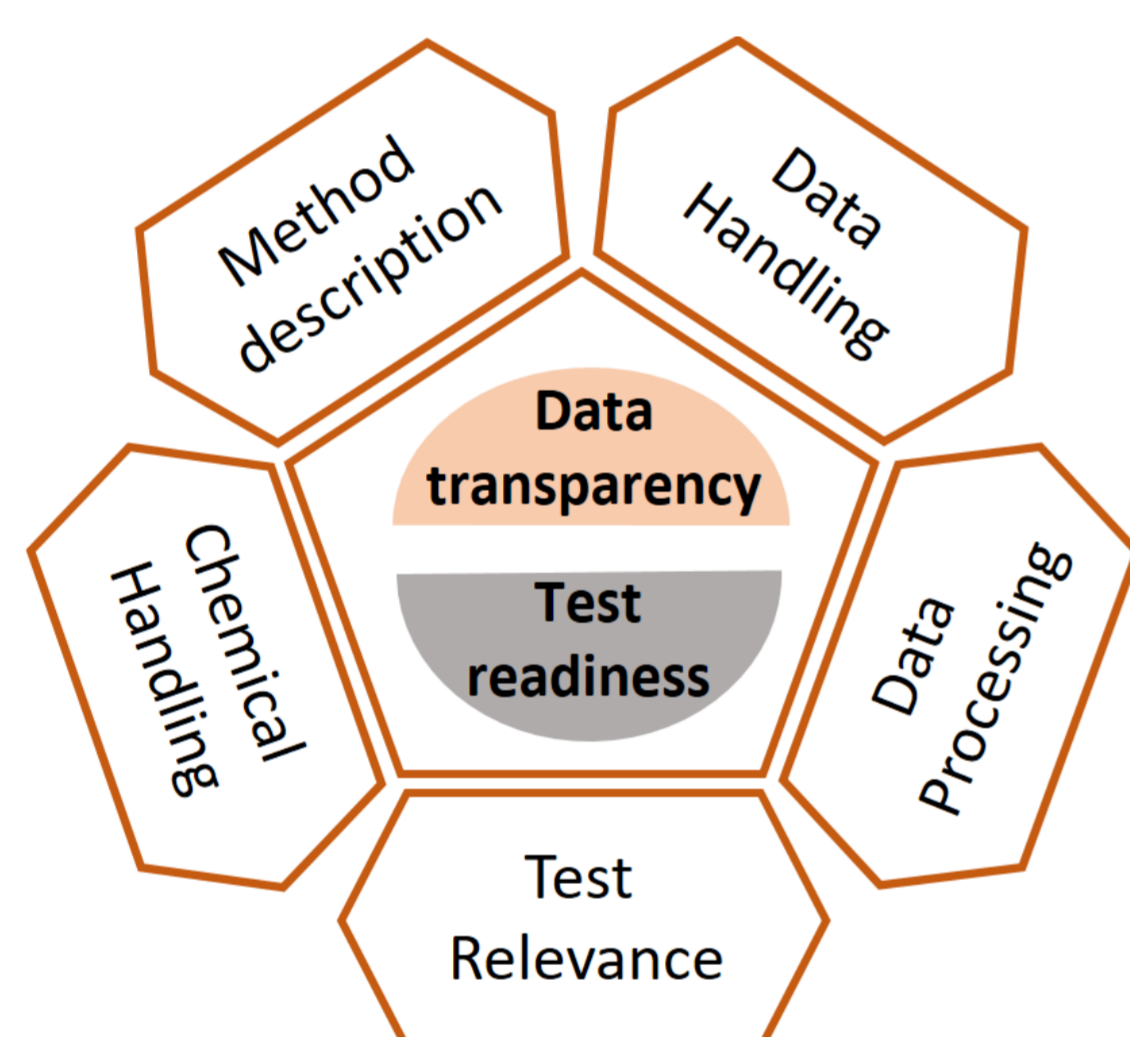 Method
description
Data
Handling
Data
transparency
Test
readiness
Chemical
Handling
Data
Processing
Test
Relevance